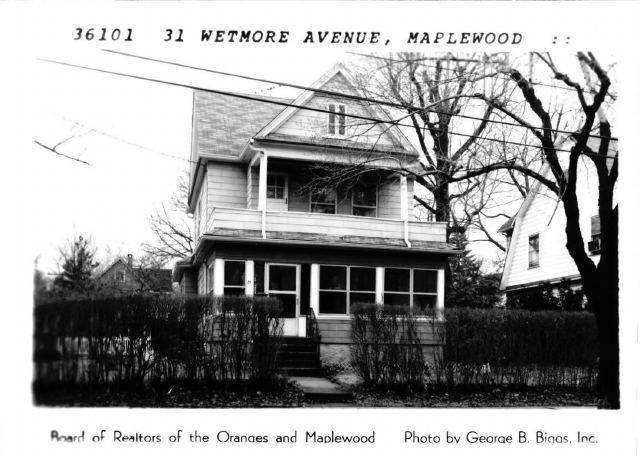 36101 31 WETMORE AVENUE, MAPLEWOOD ::
Board of Realtors of the Oranges and Maplewood Photo by George B. Biggs, Inc.